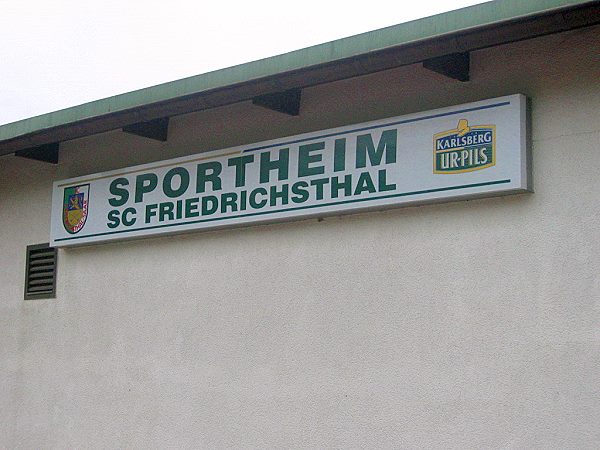 SPORTHEIM
SC FRIEDRICHSTHAL
KARLSBERG
UR-PILS